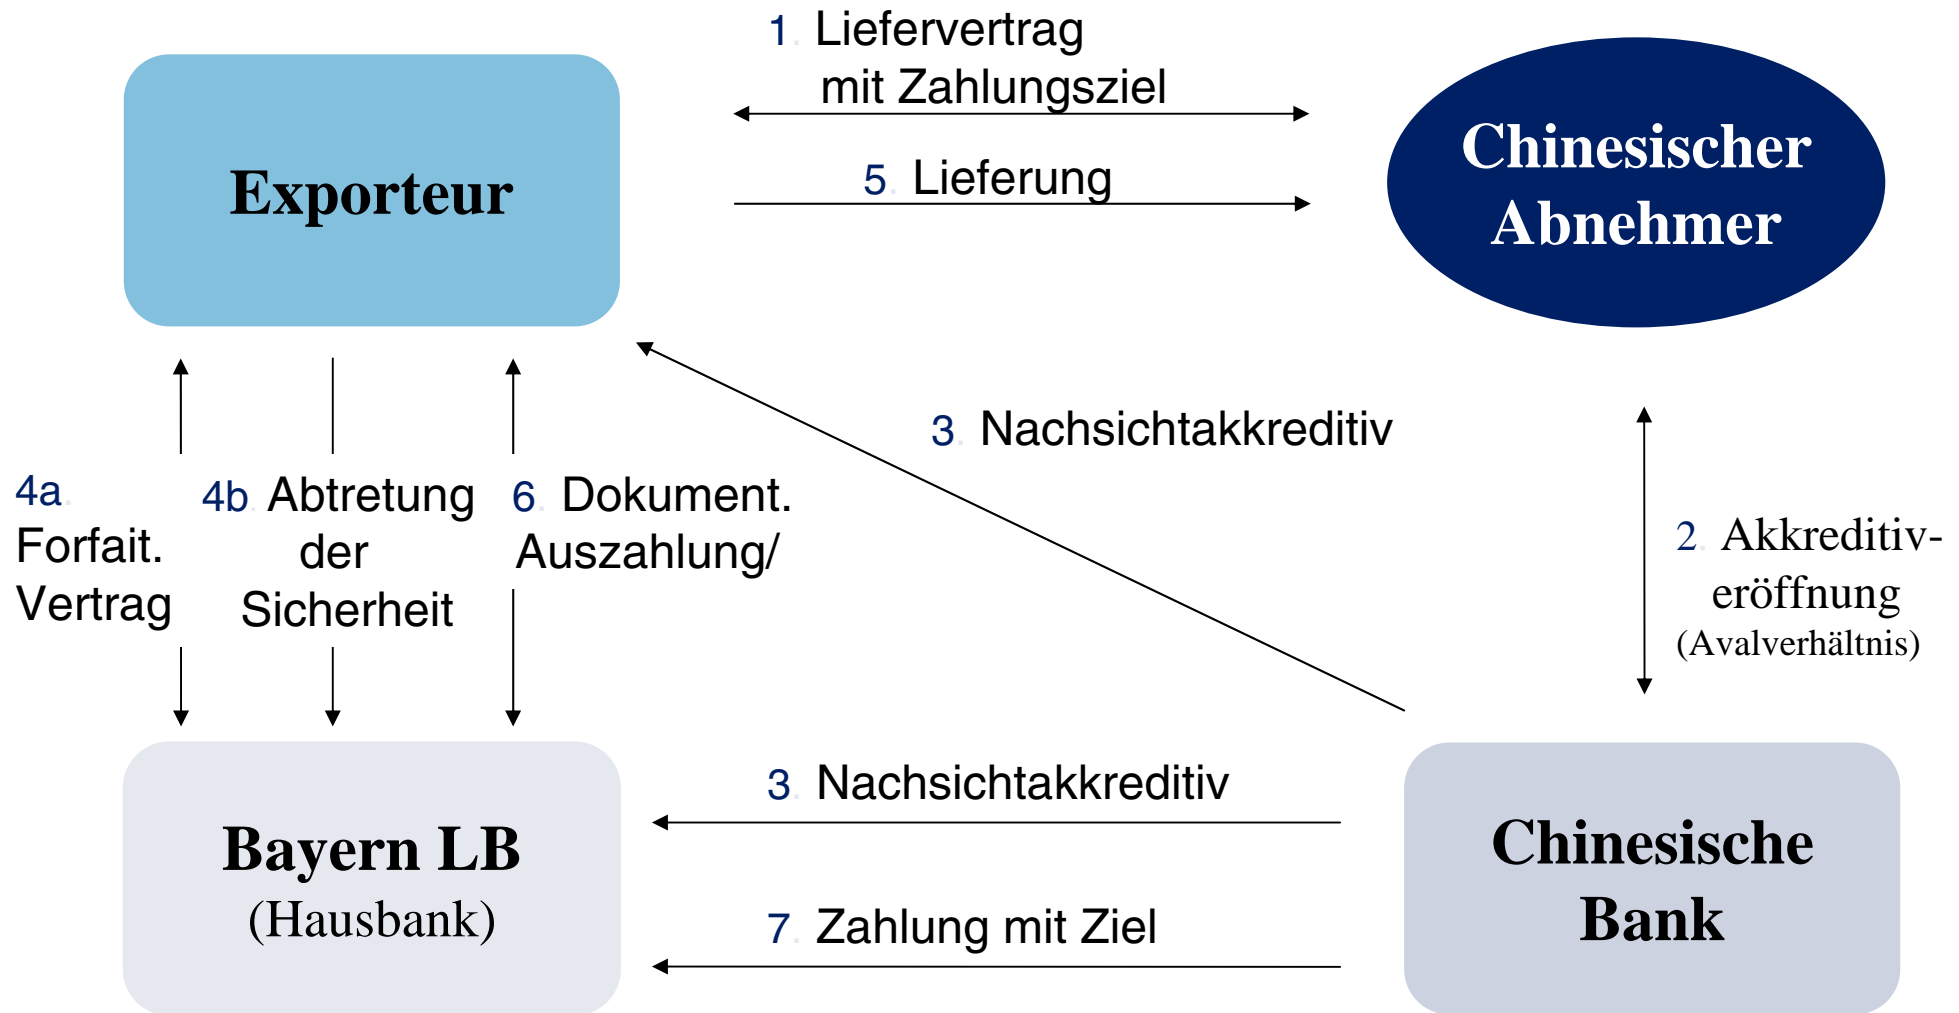 1. Liefervertrag
mit Zahlungsziel
Exporteur
5. Lieferung
Chinesischer
Abnehmer
3. Nachsichtakkreditiv
4a.
Forfait.
Vertrag
4b. Abtretung
der
Sicherheit
6. Dokument.
Auszahlung/
2. Akkreditiv-
eröffnung
(Avalverhältnis)
Bayern LB
(Hausbank)
3. Nachsichtakkreditiv
7. Zahlung mit Ziel
Chinesische
Bank